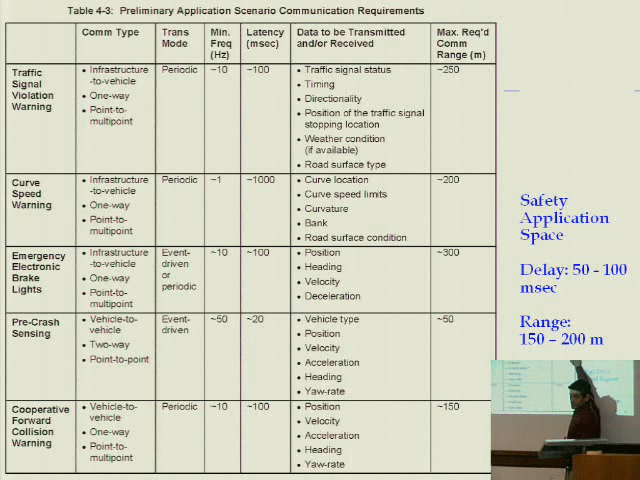 Table 4-3: Preliminary Application Scenario Communication Requirements
Comm Type
Trans
Mode
Min.
Freq
(Hz)
Latency
(msec)
Data to be Transmitted
and/or Received
Max. Req'd
Comm
Range (m)
Traffic
Signal
Violation
Warning
• Infrastructure
-to-vehicle
• One-way
• Point-to-
multipoint
Periodic
~10
~100
• Traffic signal status
• Timing
• Directionality
• Position of the traffic signal
stopping location
• Weather condition
(if available)
• Road surface type
~250
Curve
Speed
Warning
• Infrastructure
-to-vehicle
• One-way
• Point-to-
multipoint
Periodic
~1
~1000
• Curve location
• Curve speed limits
• Curvature
• Bank
• Road surface condition
~200
Emergency
Electronic
Brake
Lights
• Infrastructure
-to-vehicle
• One-way
• Point-to-
multipoint
Event-
driven
or
periodic
~10
~100
• Position
• Heading
• Velocity
• Deceleration
~300
Pre-Crash
Sensing
• Vehicle-to-
vehicle
• Two-way
• Point-to-point
Event-
driven
~50
~20
• Vehicle type
• Position
• Velocity
• Acceleration
• Heading
• Yaw-rate
~50
Cooperative
Forward
Collision
Warning
• Vehicle-to-
vehicle
• One-way
• Point-to-
multipoint
Periodic
~10
~100
• Position
• Velocity
• Acceleration
• Heading
• Yaw-rate
~150
Safety
Application
Space
Delay: 50 - 100
msec
Range:
150 – 200 m